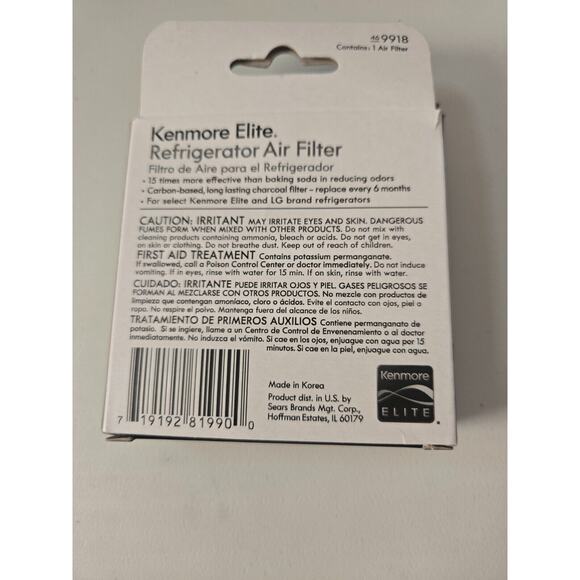 46 9918
Contains: 1 Air Filter
Kenmore Elite.
Refrigerator Air Filter
Filtro de Aire para el Refrigerador
• 15 times more effective than baking soda in reducing odors
• Carbon-based, long lasting charcoal filter – replace every 6 months
• For select Kenmore Elite and LG brand refrigerators
CAUTION: IRRITANT MAY IRRITATE EYES AND SKIN. DANGEROUS
FUMES FORM WHEN MIXED WITH OTHER PRODUCTS. Do not mix with
cleaning products containing ammonia, bleach or acids. Do not get in eyes,
on skin or clothing. Do not breathe dust. Keep out of reach of children.
FIRST AID TREATMENT Contains potassium permanganate.
If swallowed, call a Poison Control Center or doctor immediately. Do not induce
vomiting. If in eyes, rinse with water for 15 min. If on skin, rinse with water.
CUIDADO: IRRITANTE PUEDE IRRITAR OJOS Y PIEL. GASES PELIGROSOS SE
FORMAN AL MEZCLARSE CON OTROS PRODUCTOS. No mezcle con productos de
limpieza que contengan amoníaco, cloro o ácidos. Evite el contacto con ojos, piel o
ropa. No respire el polvo. Mantenga fuera del alcance de los niños.
TRATAMIENTO DE PRIMEROS AUXILIOS Contiene permanganato de
potasio. Si se ingiere, llame a un Centro de Control de Envenenamiento o al doctor
inmediatamente. No induzca el vómito. Si cae en los ojos, enjuague con agua por 15
minutos. Si cae en la piel, enjuague con agua.
Made in Korea
Product dist. in U.S. by
Sears Brands Mgt. Corp.,
Hoffman Estates, IL 60179
Kenmore
ELITE
7 19192 81990 0